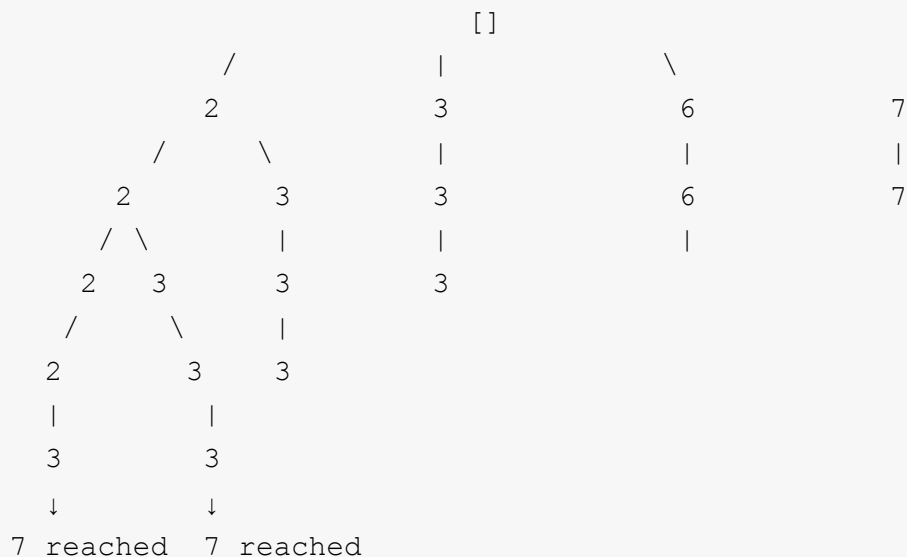 []
/ | \
2 3 6 7
/ \ | | |
2 3 3 6 7
/ \ | | |
2 3 3 3
/ \ |
2 3 3
| |
3 3
↓ ↓
7 reached 7 reached